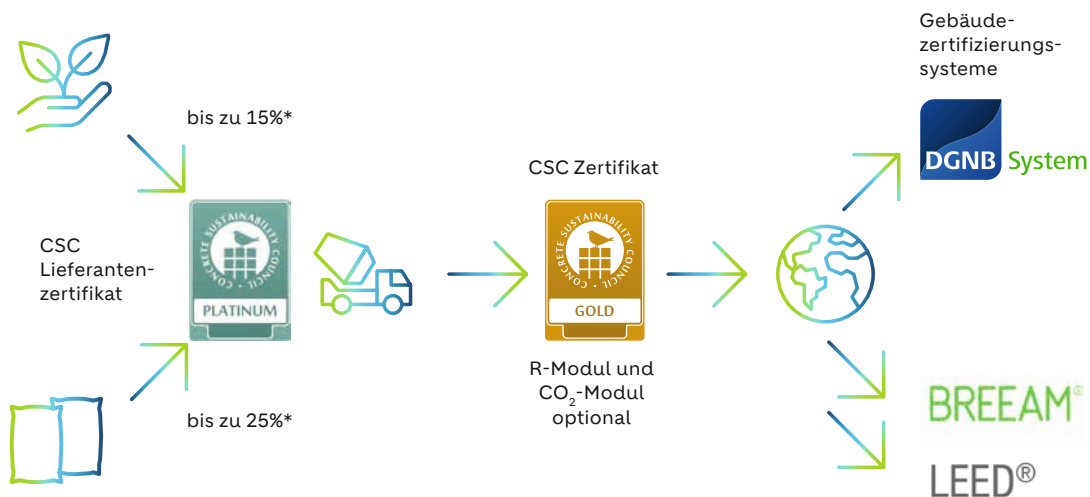 Gebäude-
zertifizierungs-
systeme
bis zu 15%*
DGNB System
CSC Zertifikat
CSC
Lieferanten-
zertifikat
CONCRETE SUSTAINABILITY COUNCIL
PLATINUM
CONCRETE SUSTAINABILITY COUNCIL
GOLD
R-Modul und
CO₂-Modul
optional
bis zu 25%*
BREEAM®
LEED®